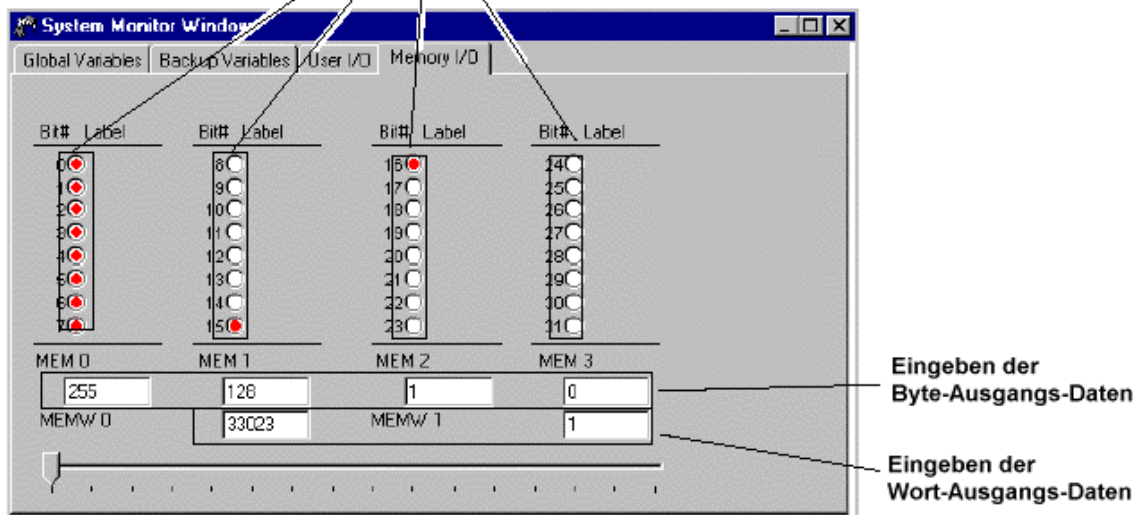 System Monitor Window
Global Variables Backup Variables User I/O Memory I/O
Bit# Label Bit# Label Bit# Label Bit# Label
0 8 16 24
1 9 17 25
2 10 18 26
3 11 19 27
4 12 20 28
5 13 21 29
6 14 22 30
7 15 23 31
MEM 0 MEM 1 MEM 2 MEM 3
255 128 1 0
MEMW 0 33023 MEMW 1 1
Eingeben der
Byte-Ausgangs-Daten
Eingeben der
Wort-Ausgangs-Daten